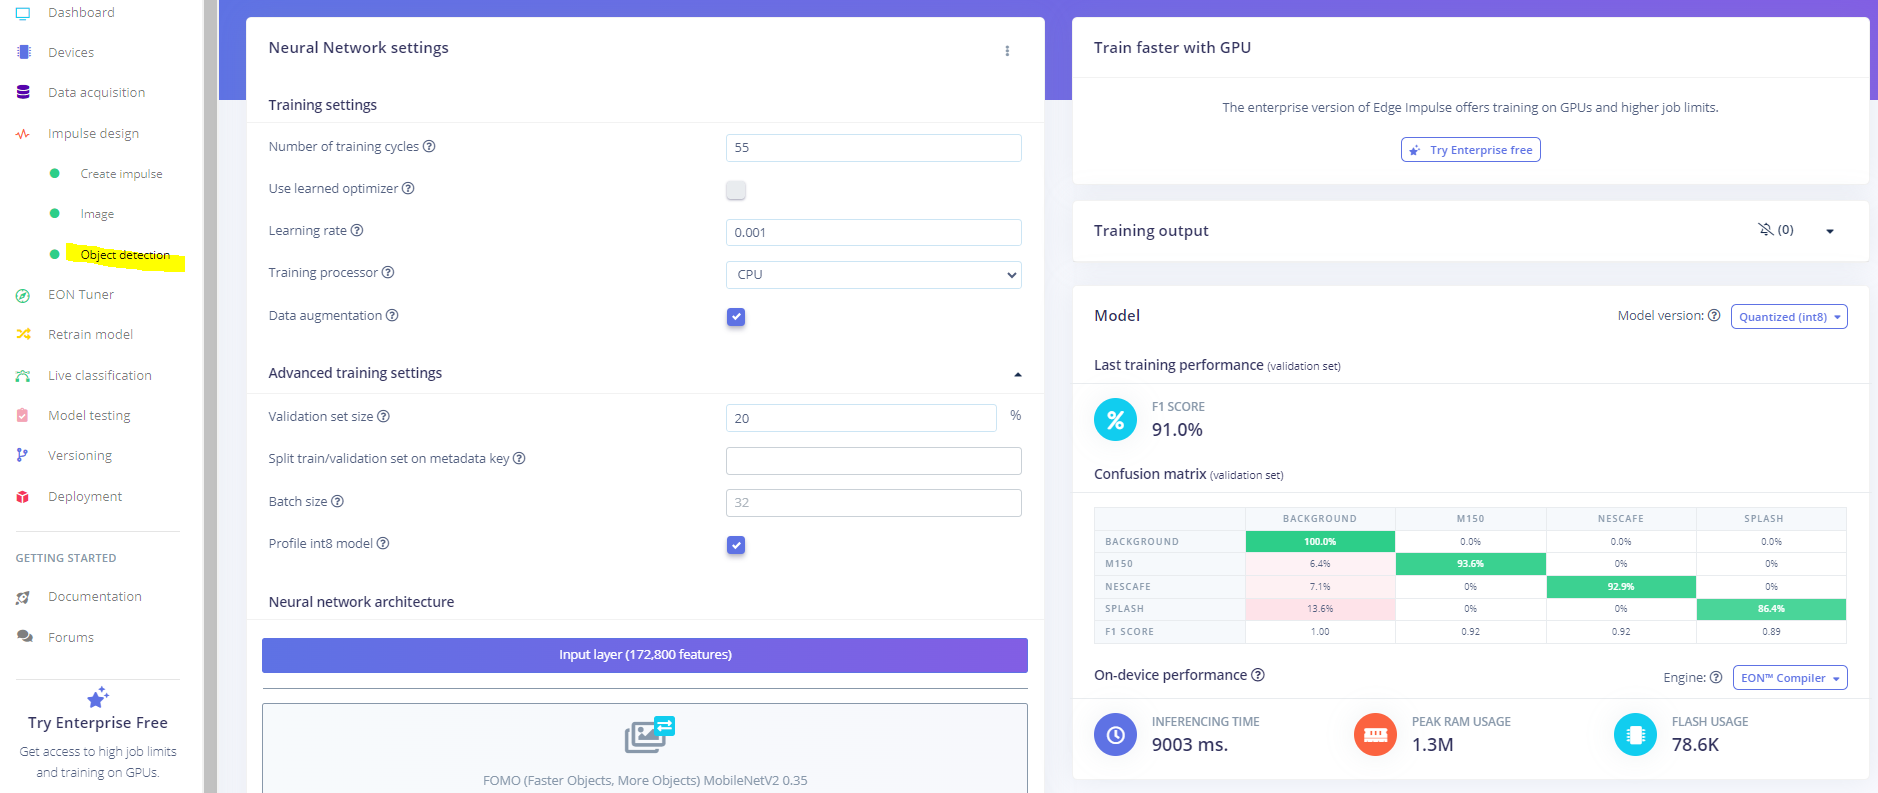 Dashboard
Devices
Data acquisition
Impulse design
Create impulse
Image
Object detection
EON Tuner
Retrain model
Live classification
Model testing
Versioning
Deployment
GETTING STARTED
Documentation
Forums
Try Enterprise Free
Get access to high job limits
and training on GPUs.
Neural Network settings
Training settings
Number of training cycles ?
55
Use learned optimizer ?
Learning rate ?
0.001
Training processor ?
CPU
Data augmentation ?
Advanced training settings
Validation set size ?
20
%
Split train/validation set on metadata key ?
Batch size ?
32
Profile int8 model ?
Neural network architecture
Input layer (172,800 features)
FOMO (Faster Objects, More Objects) MobileNetV2 0.35
Train faster with GPU
The enterprise version of Edge Impulse offers training on GPUs and higher job limits.
Try Enterprise free
Training output
(0)
Model
Model version: ? Quantized (int8)
Last training performance (validation set)
%
F1 SCORE
91.0%
Confusion matrix (validation set)
BACKGROUND M150 NESCAFE SPLASH
BACKGROUND 100.0% 0.0% 0.0% 0.0%
M150 6.4% 93.6% 0% 0%
NESCAFE 7.1% 0% 92.9% 0%
SPLASH 13.6% 0% 0% 86.4%
F1 SCORE 1.00 0.92 0.92 0.89
On-device performance ?
Engine: ? EON™ Compiler
INFERENCING TIME
9003 ms.
PEAK RAM USAGE
1.3M
FLASH USAGE
78.6K